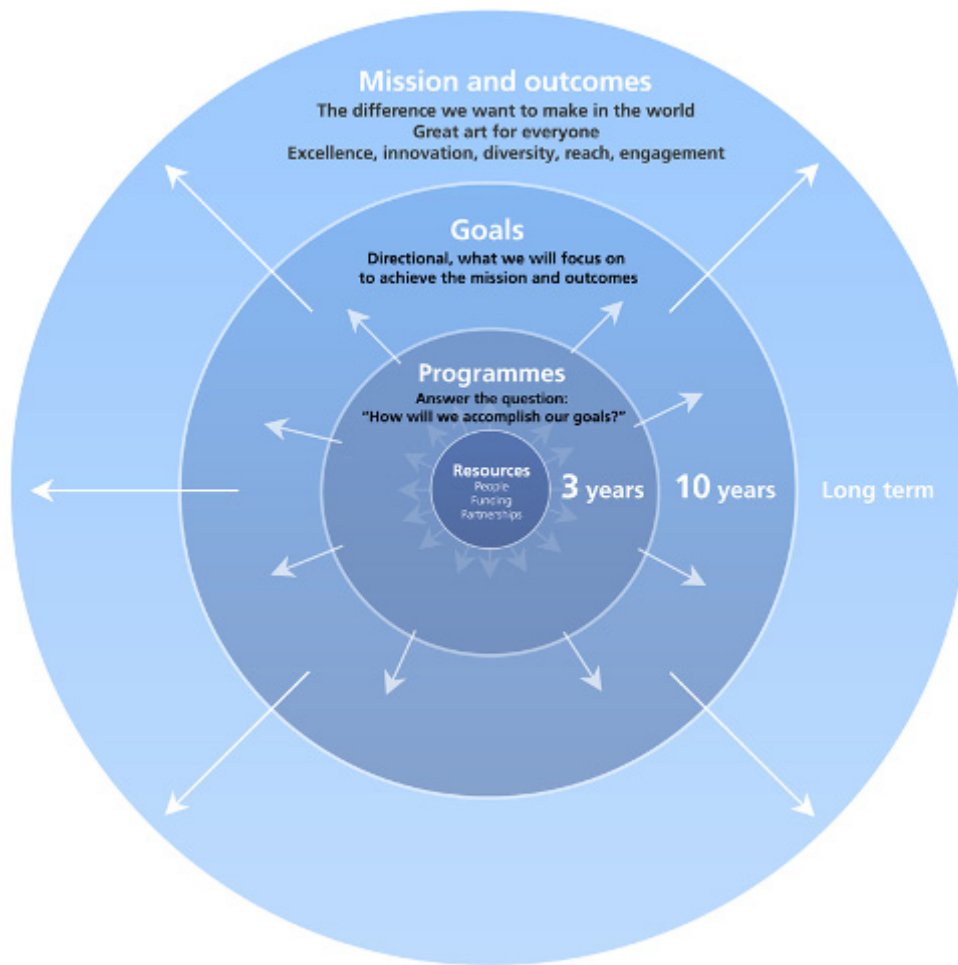 Mission and outcomes
The difference we want to make in the world
Great art for everyone
Excellence, innovation, diversity, reach, engagement
Goals
Directional, what we will focus on
to achieve the mission and outcomes
Programmes
Answer the question:
"How will we accomplish our goals?"
Resources
People
Funding
Partnerships
3 years
10 years
Long term